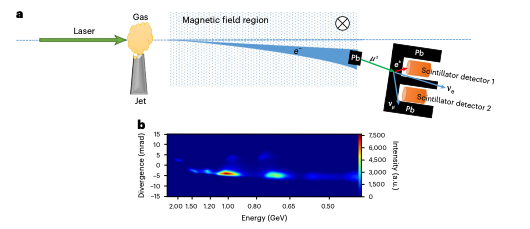 a
Gas
Laser
Magnetic field region
e⁻
Pb
μ⁺
Jet
Pb
e⁺
Scintillator detector 1
νe
Scintillator detector 2
νμ
Pb
b
15
10
5
0
−5
−10
−15
Divergence (mrad)
2.00 1.50 1.20 1.00 0.80 0.65 0.50
Energy (GeV)
7,500
6,000
4,500
3,000
1,500
0
Intensity (a.u.)